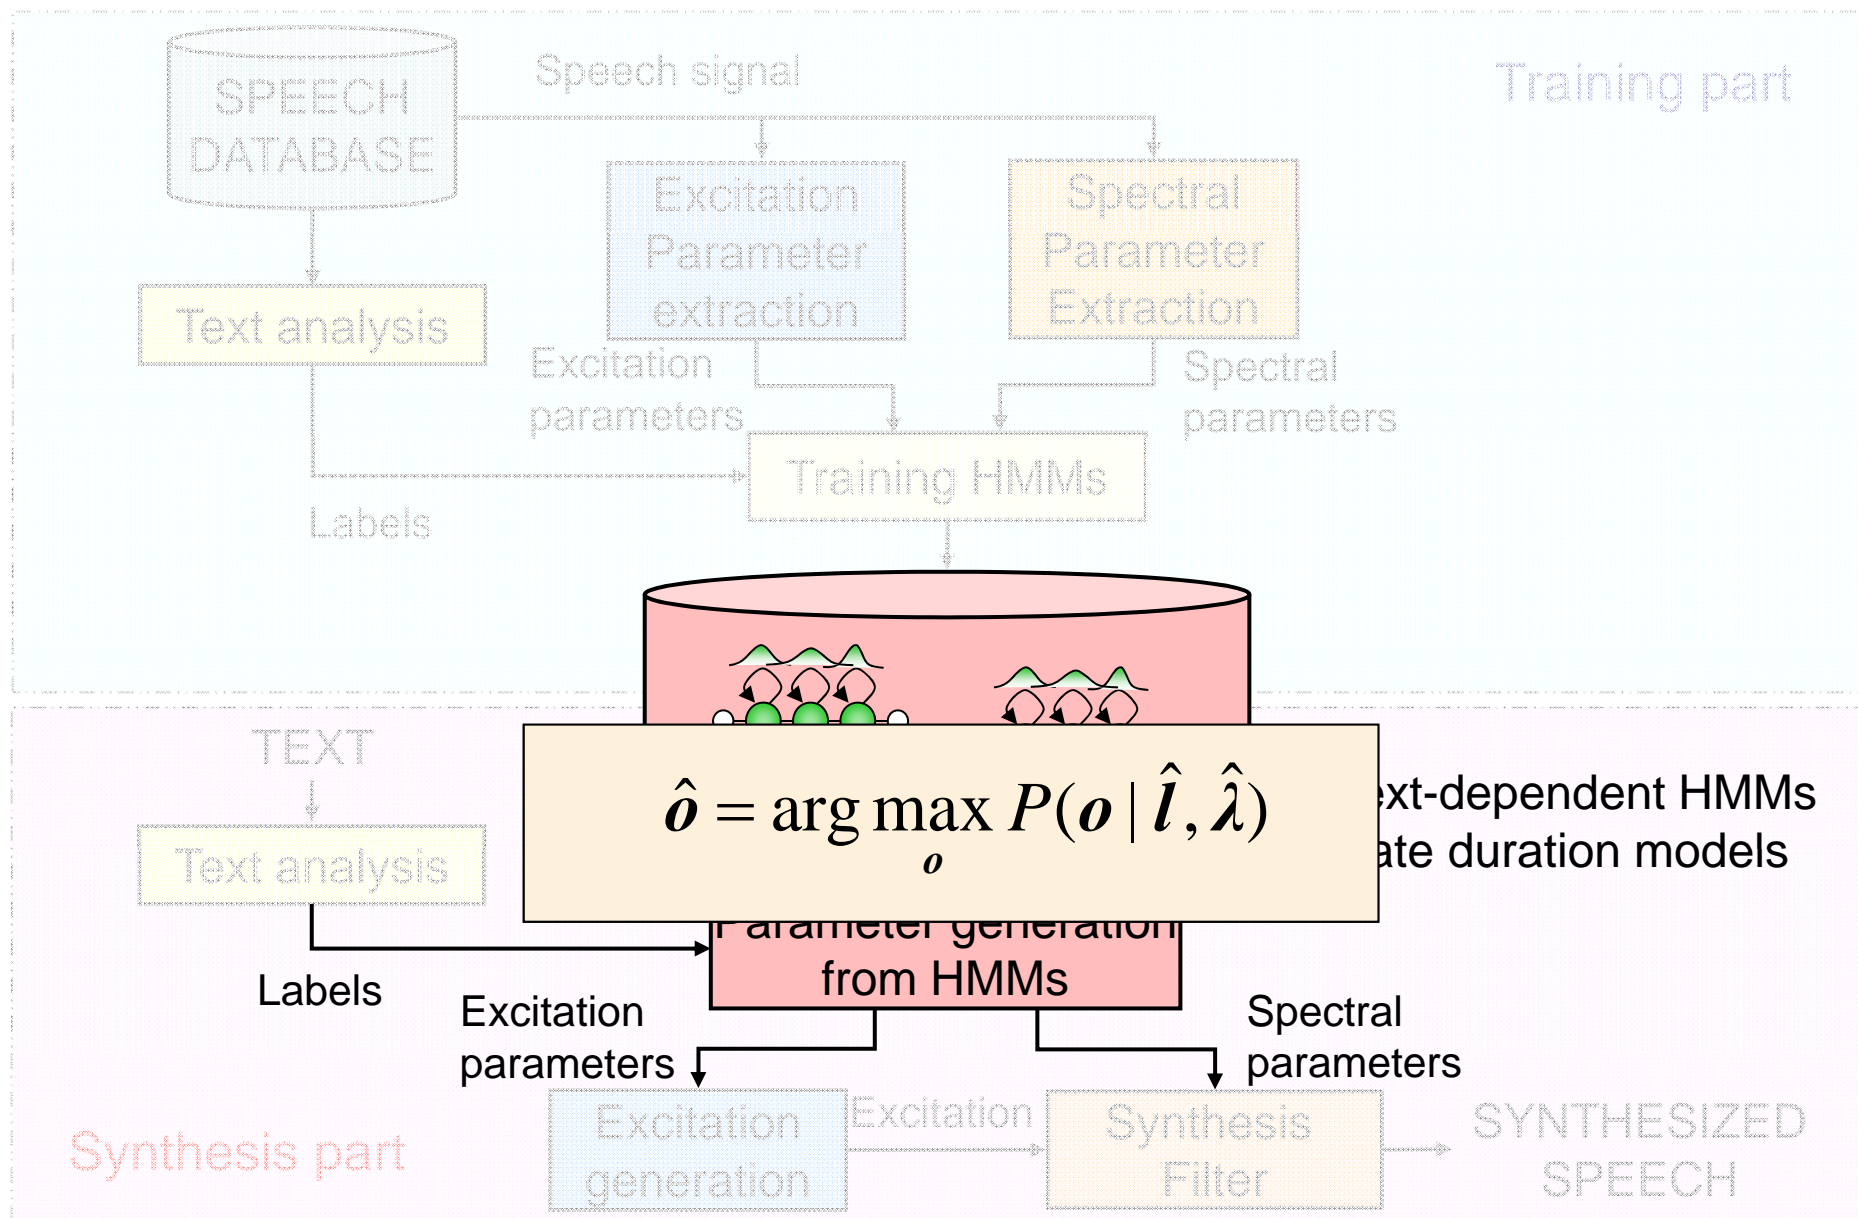 Training part
Speech signal
SPEECH
DATABASE
Excitation
Parameter
extraction
Spectral
Parameter
Extraction
Text analysis
Excitation
parameters
Spectral
parameters
Training HMMs
Labels
TEXT
Text analysis
ô = arg max P(o | l̂, λ̂)
o
ext-dependent HMMs
ate duration models
Parameter generation
from HMMs
Labels
Excitation
parameters
Spectral
parameters
Synthesis part
Excitation
generation
Excitation
Synthesis
Filter
SYNTHESIZED
SPEECH